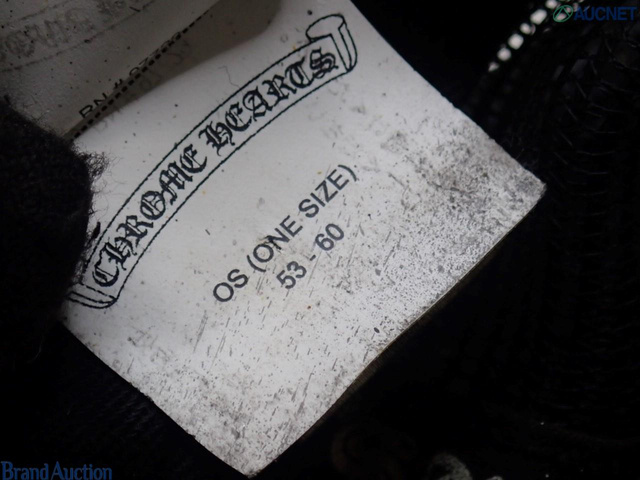 AUCNET
CHROME HEARTS
OS (ONE SIZE)
53 - 60
Brand Auction